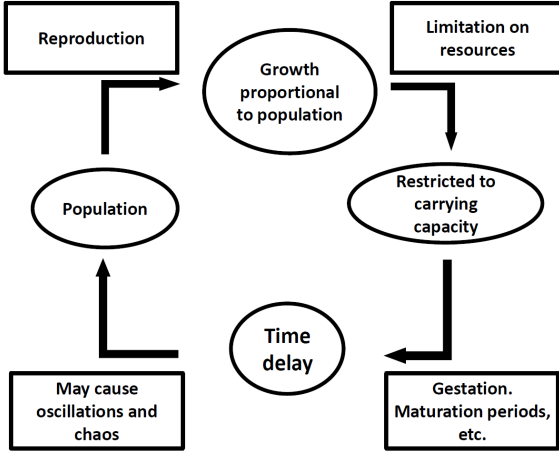 Reproduction
Limitation on
resources
Growth
proportional
to population
Population
Restricted to
carrying
capacity
Time
delay
May cause
oscillations and
chaos
Gestation.
Maturation periods,
etc.